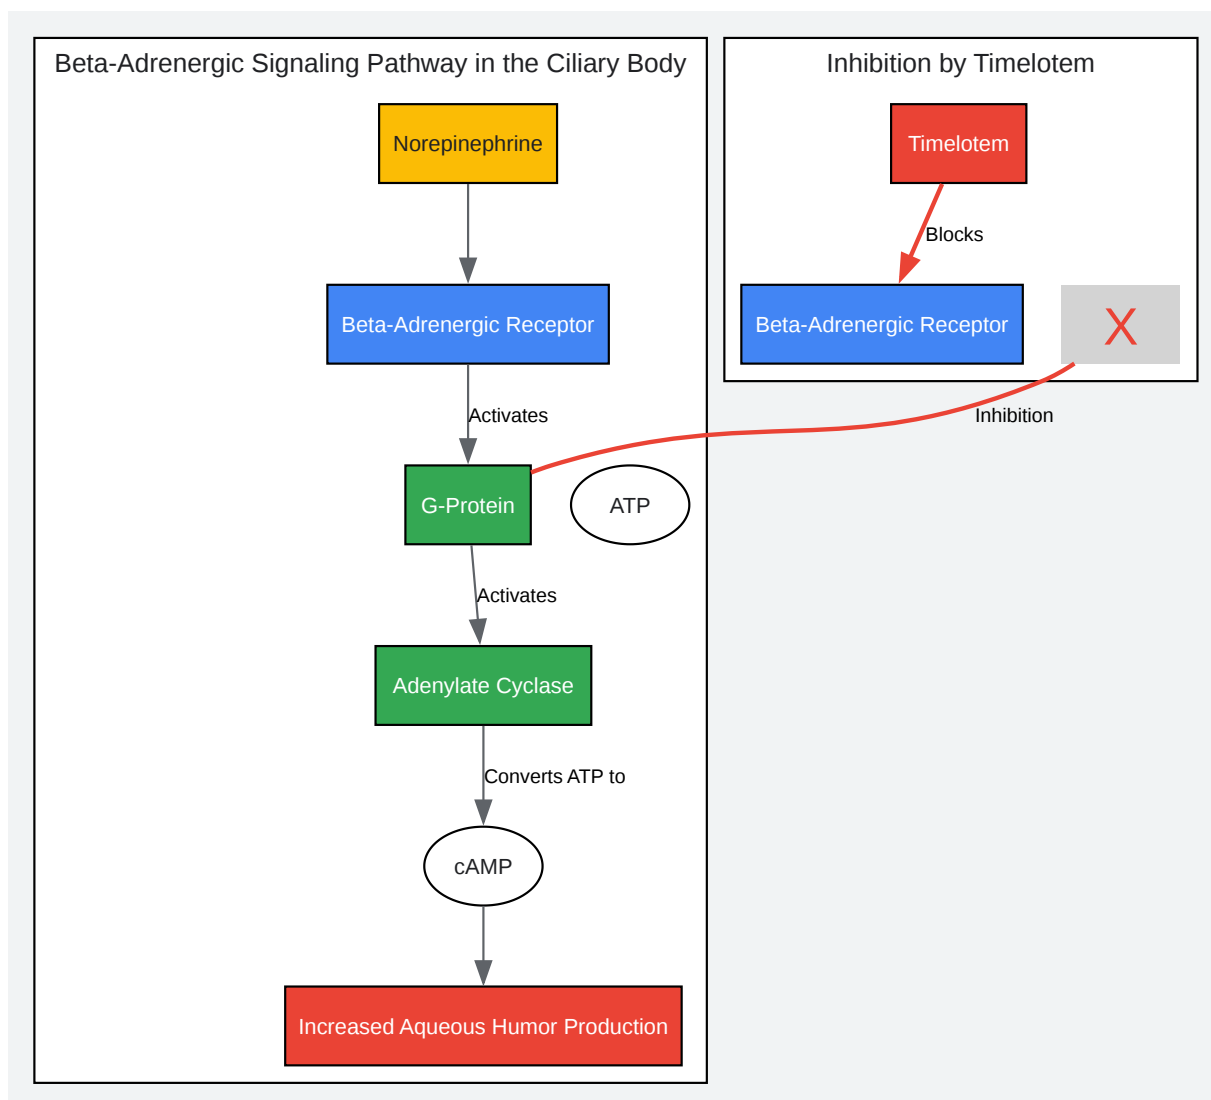 Beta-Adrenergic Signaling Pathway in the Ciliary Body
Norepinephrine
Beta-Adrenergic Receptor
Activates
G-Protein
ATP
Activates
Adenylate Cyclase
Converts ATP to
cAMP
Increased Aqueous Humor Production
Inhibition by Timelotem
Timelotem
Blocks
Beta-Adrenergic Receptor
X
Inhibition